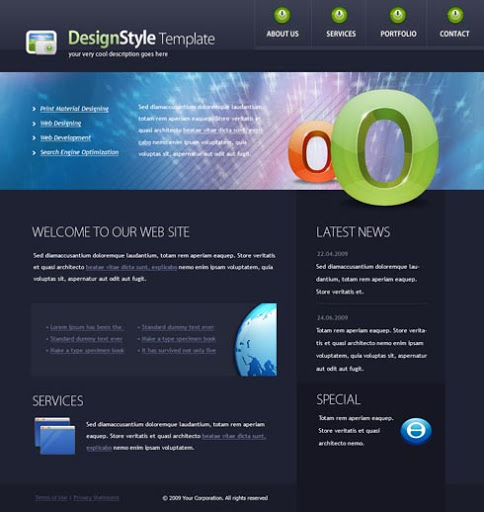 DesignStyle Template
your very cool description goes here
ABOUT US
SERVICES
PORTFOLIO
CONTACT
Print Material Designing
Web Designing
Web Development
Search Engine Optimization
Sed diamaccusantium doloremque laudantium,
totam rem aperiam eaquep. Store veritatis et quasi
architecto beatae vitae dicta sunt, explicabo
nemo enim ipsam voluptatem, quia
voluptas sit, aspernatur aut odit aut fugit.
OO
WELCOME TO OUR WEB SITE
Sed diamaccusantium doloremque laudantium, totam rem aperiam eaquep. Store veritatis
et quasi architecto beatae vitae dicta sunt, explicabo nemo enim ipsam voluptatem, quia
voluptas sit, aspernatur aut odit aut fugit.
Lorem Ipsum has been the
Standard dummy text ever
Make a type specimen book
Standard dummy text ever
Make a type specimen book
It has survived not only five
SERVICES
Sed diamaccusantium doloremque laudantium, totam rem aperiam
eaquep. Store veritatis et quasi architecto beatae vitae dicta sunt,
explicabo nemo enim ipsam voluptatem.
LATEST NEWS
22.04.2009
Sed diamaccusantium doloremque lau-
dantium, totam rem aperiam eaquep.
Store veritatis et.
24.06.2009
Totam rem aperiam eaquep. Store verita-
tis et quasi architecto beatae vitae dicta
sunt, explicabo nemo enim ipsam volup-
tatem, quia voluptas sit, aspernatur aut
odit aut fugit.
SPECIAL
Totam rem aperiam eaquep.
Store veritatis et quasi
architecto nemo.
Terms of Use | Privacy Statement
© 2009 Your Corporation. All rights reserved